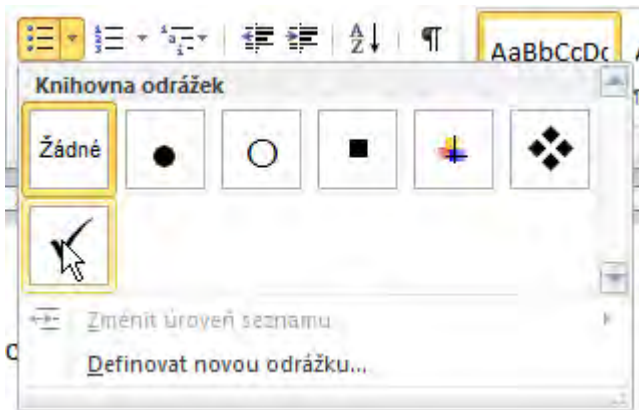 AaBbCcDc
Knihovna odrážek
Žádné
Změnit úroveň seznamu
Definovat novou odrážku...